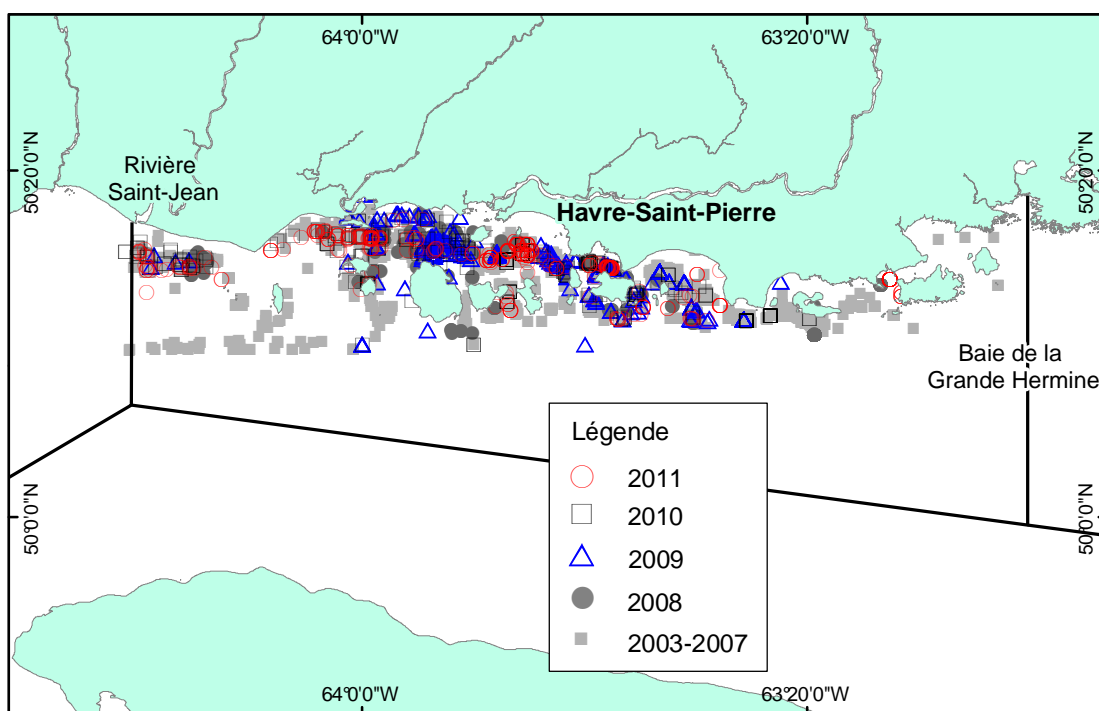 64°0'0"W
63°20'0"W
50°20'0"N
50°20'0"N
Rivière
Saint-Jean
Havre-Saint-Pierre
Baie de la
Grande Hermine
Légende
2011
2010
2009
2008
2003-2007
50°0'0"N
50°0'0"N
64°0'0"W
63°20'0"W